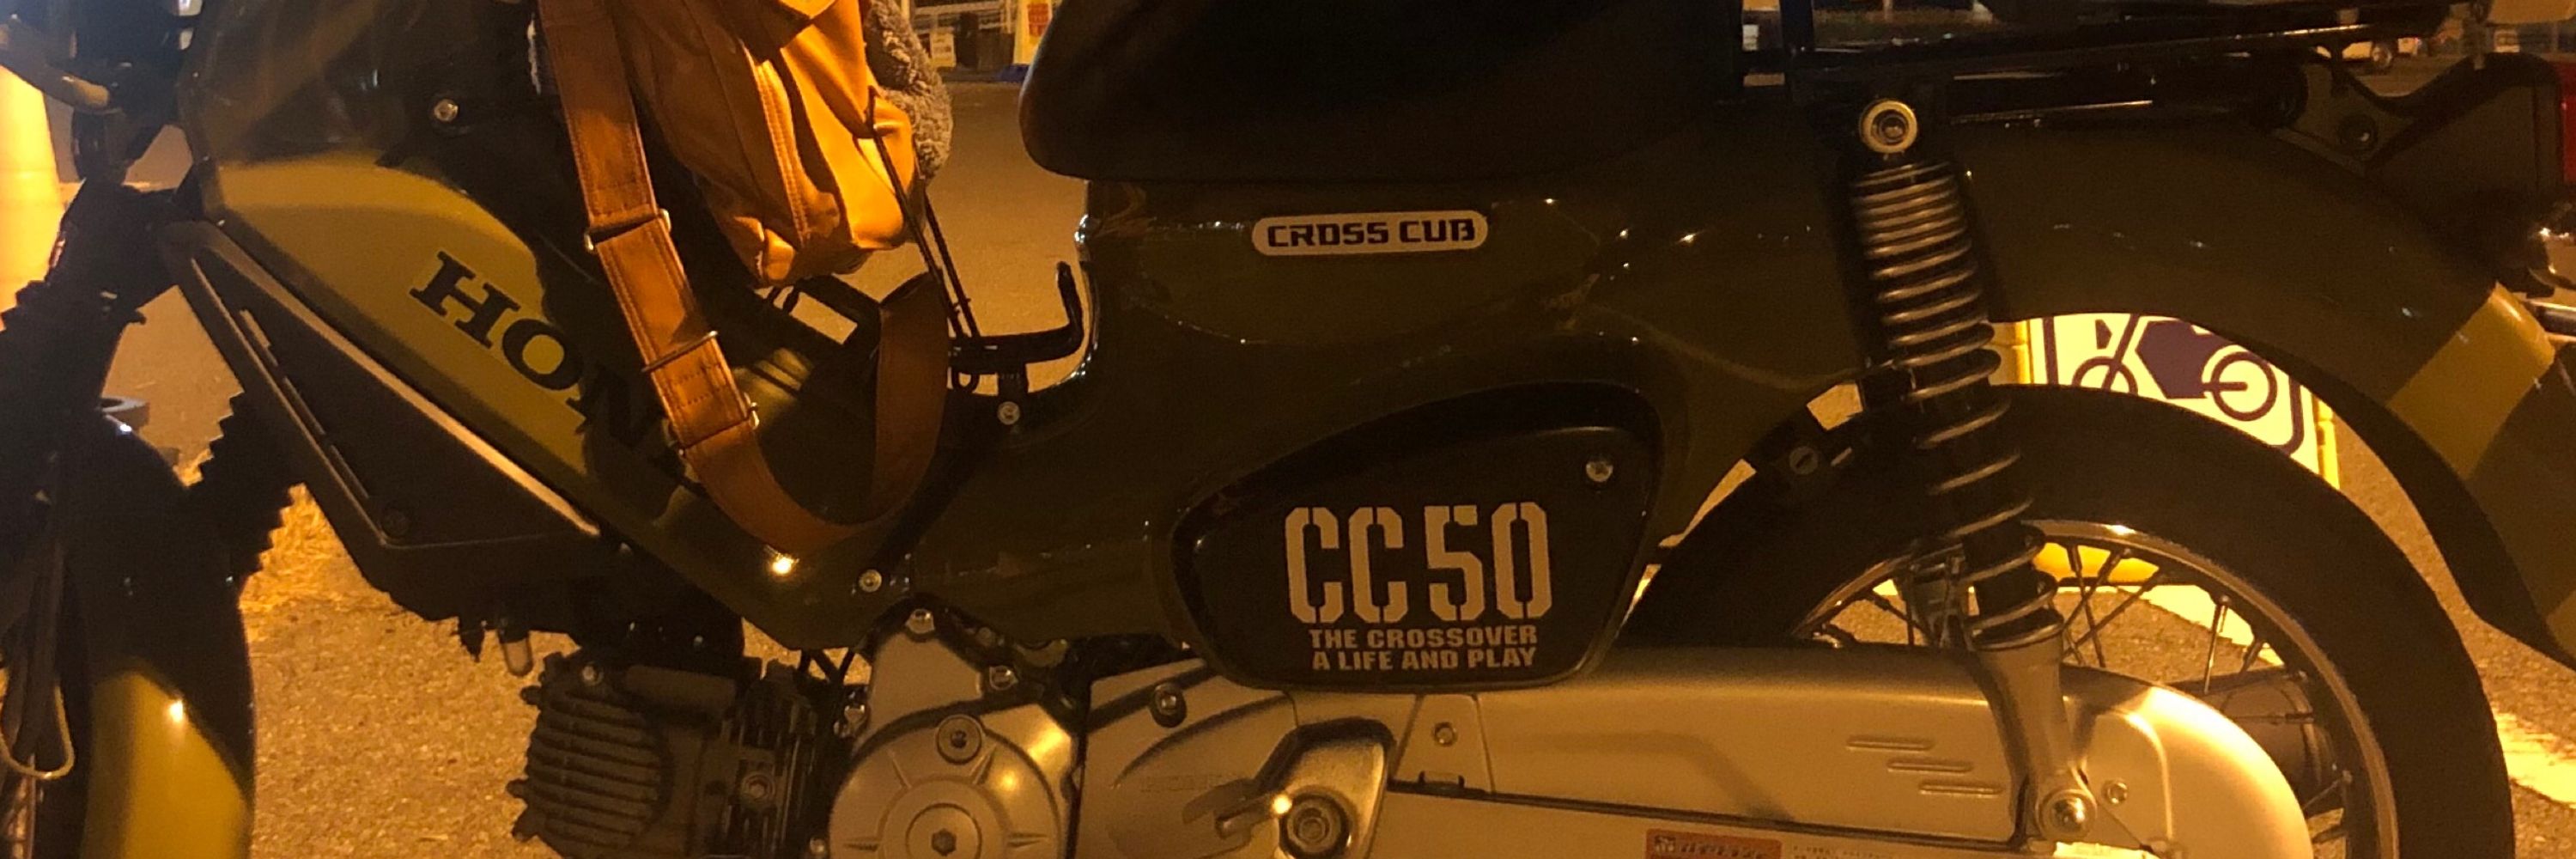 HON
CROSS CUB
CC50
THE CROSSOVER
A LIFE AND PLAY